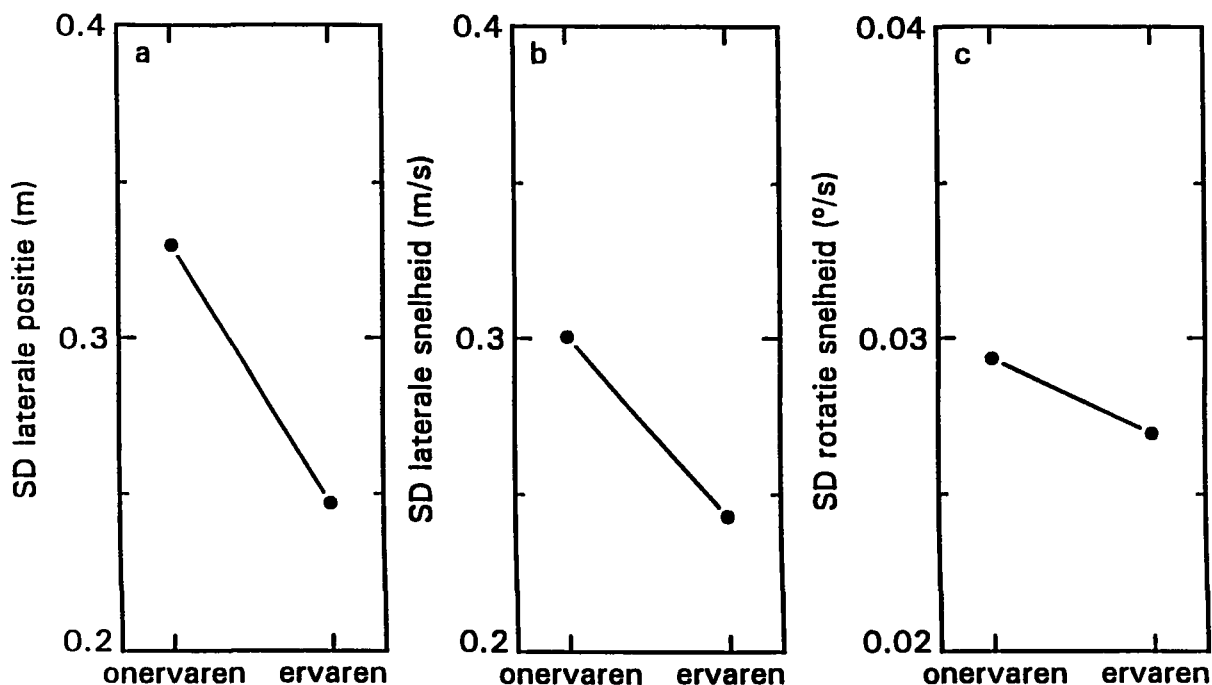 a
SD laterale positie (m)
0.4
0.3
0.2
onervaren ervaren
b
SD laterale snelheid (m/s)
0.4
0.3
0.2
onervaren ervaren
c
SD rotatie snelheid (º/s)
0.04
0.03
0.02
onervaren ervaren